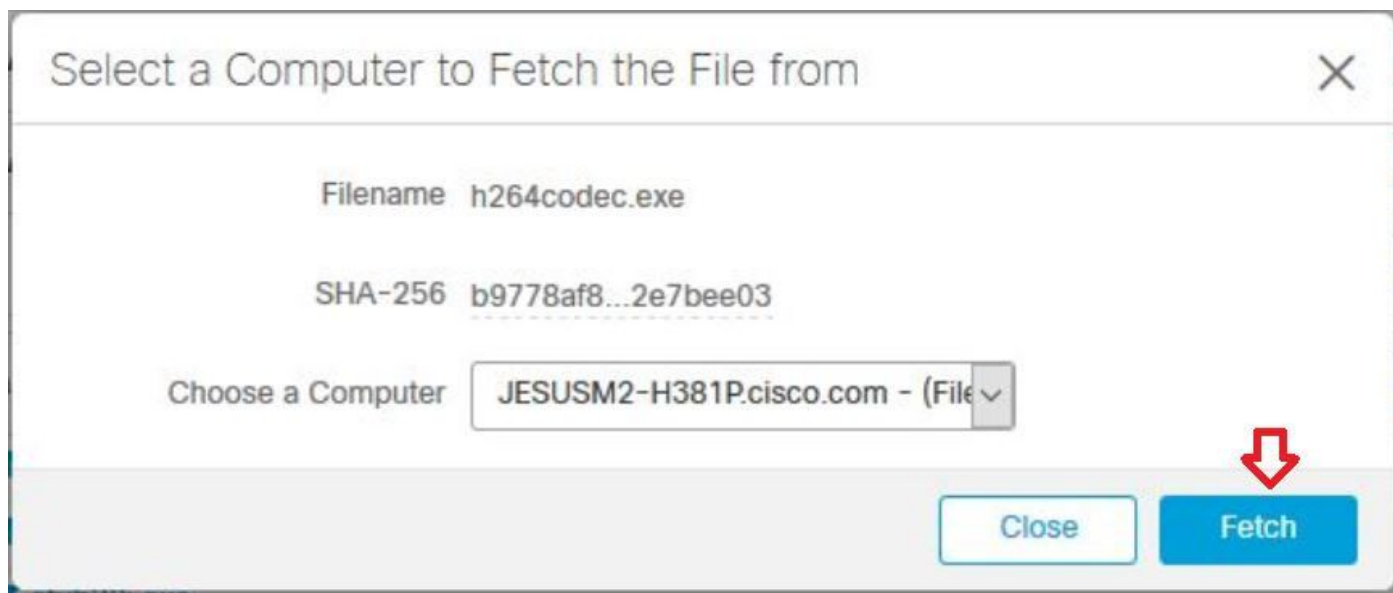 Select a Computer to Fetch the File from
Filename h264codec.exe
SHA-256 b9778af8...2e7bee03
Choose a Computer JESUSM2-H381P.cisco.com - (File
Close Fetch